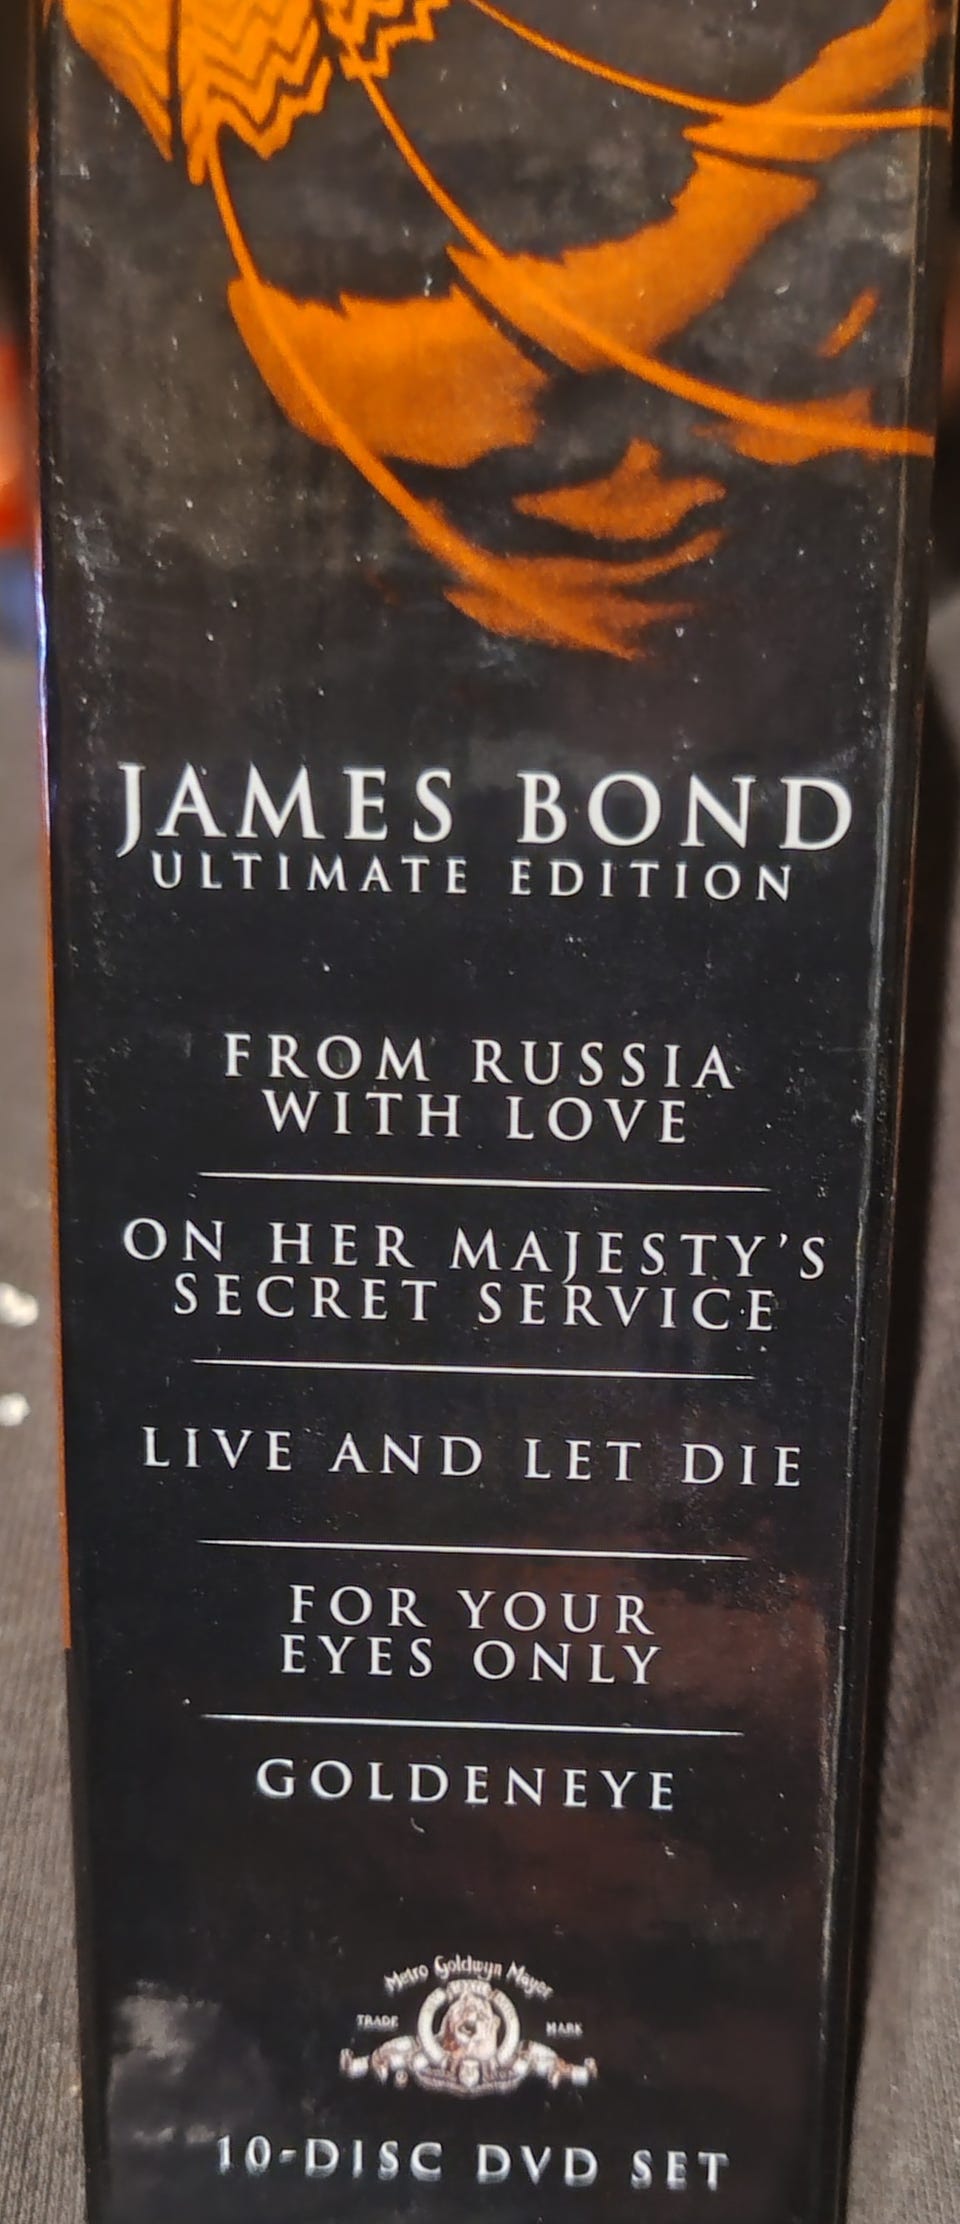 JAMES BOND
ULTIMATE EDITION
FROM RUSSIA
WITH LOVE
ON HER MAJESTY'S
SECRET SERVICE
LIVE AND LET DIE
FOR YOUR
EYES ONLY
GOLDENEYE
Metro Goldwyn Mayer
TRADE MARK
10-DISC DVD SET